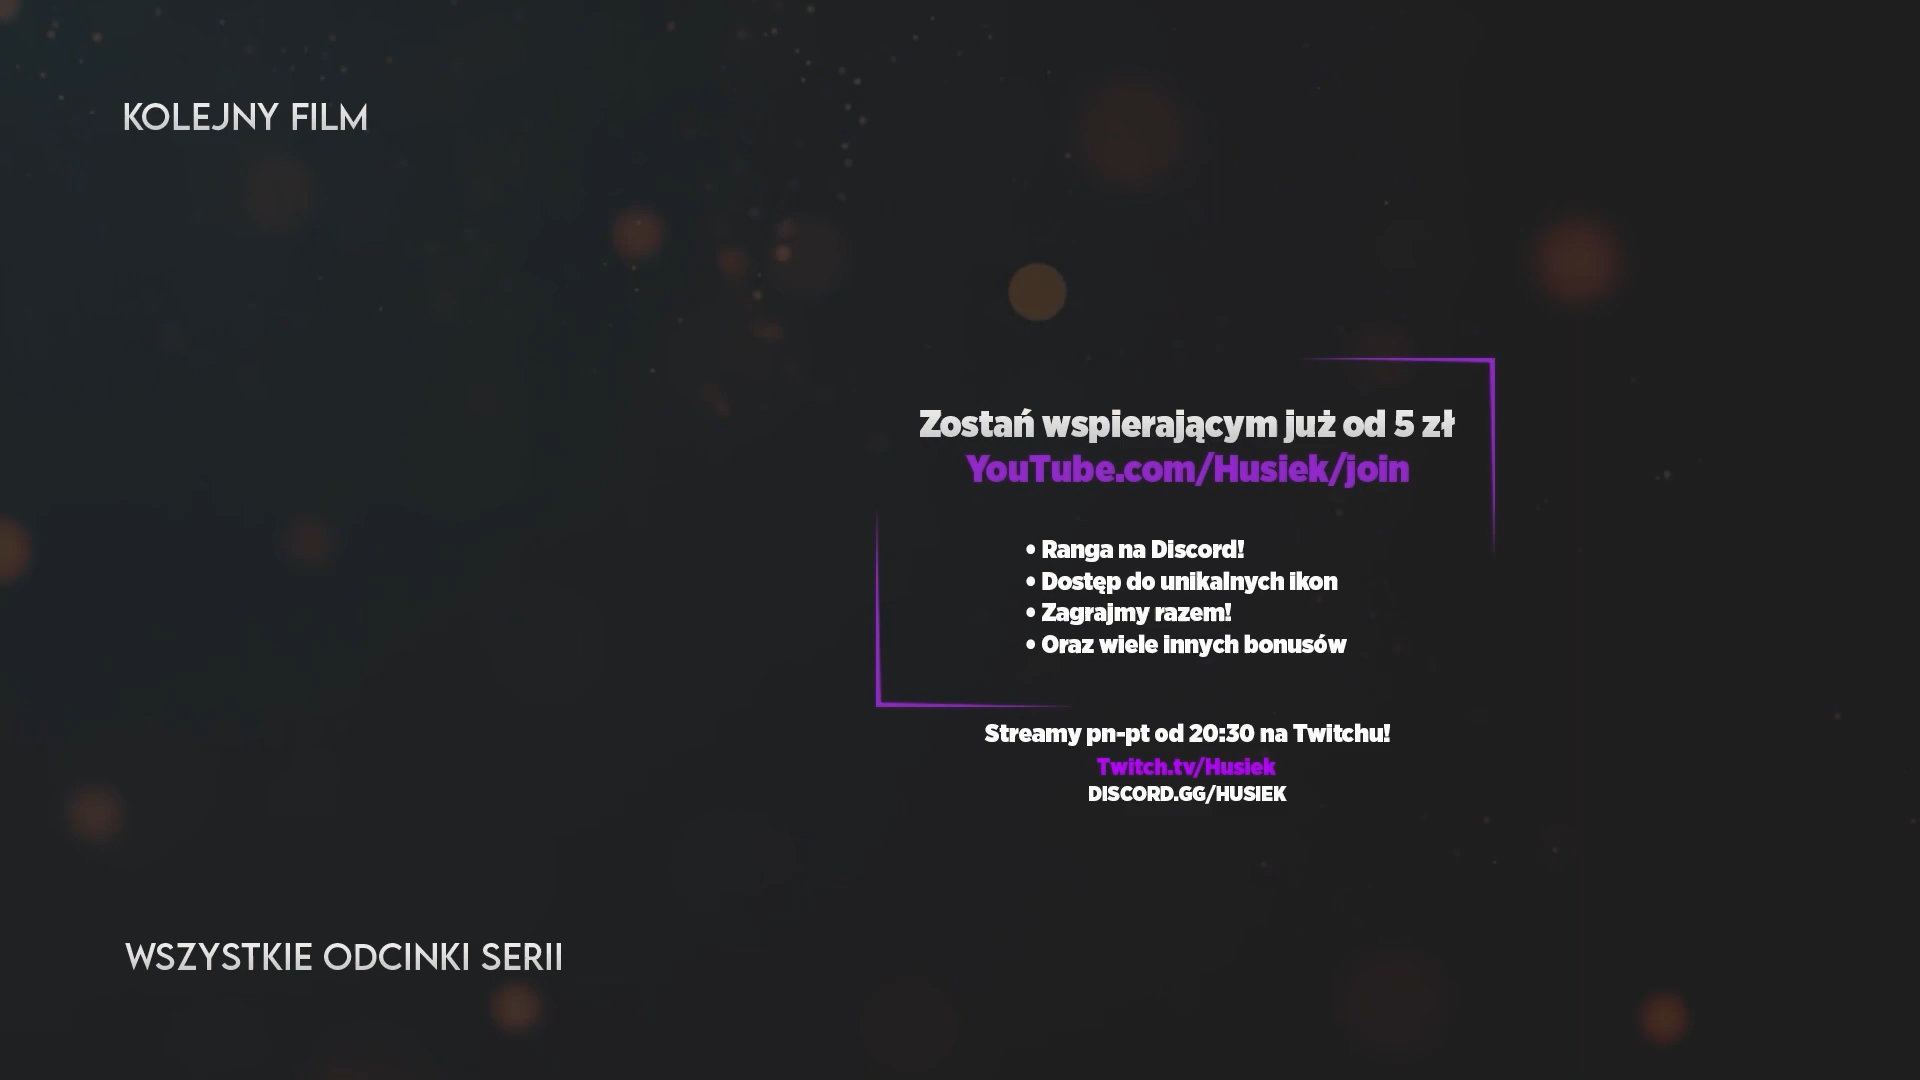 KOLEJNY FILM
Zostań wspierającym już od 5 zł
YouTube.com/Husiek/join
• Ranga na Discord!
• Dostęp do unikalnych ikon
• Zagrajmy razem!
• Oraz wiele innych bonusów
Streamy pn-pt od 20:30 na Twitchu!
Twitch.tv/Husiek
DISCORD.GG/HUSIEK
WSZYSTKIE ODCINKI SERII